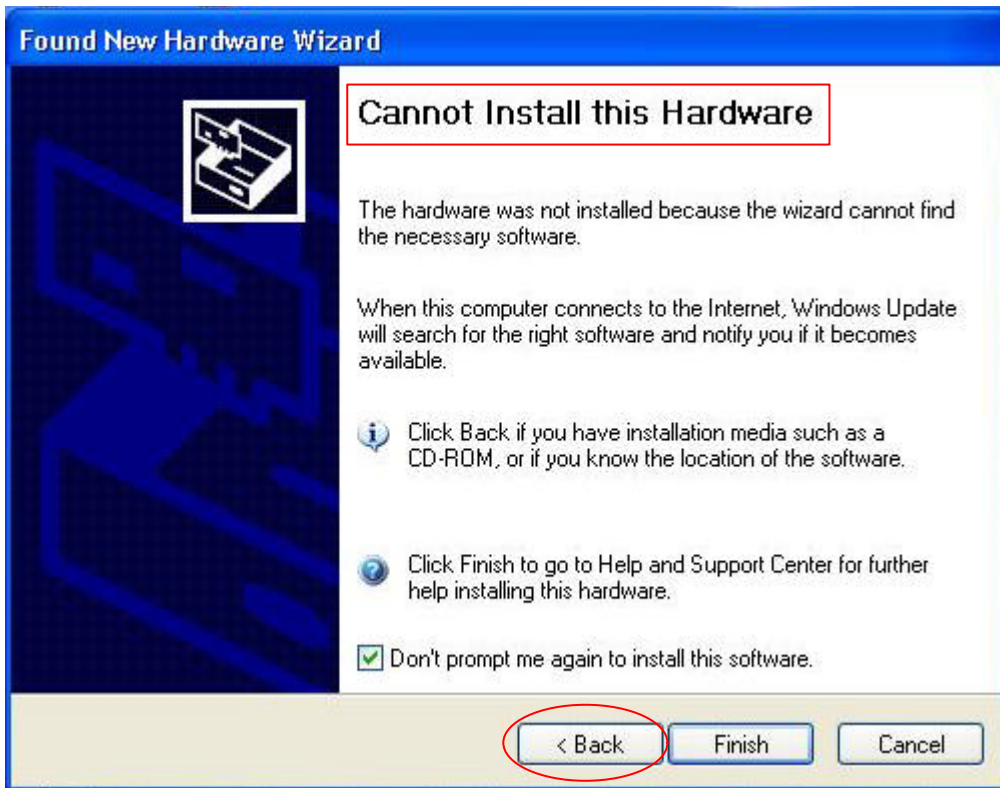 Found New Hardware Wizard
Cannot Install this Hardware
The hardware was not installed because the wizard cannot find
the necessary software.
When this computer connects to the Internet, Windows Update
will search for the right software and notify you if it becomes
available.
Click Back if you have installation media such as a
CD-ROM, or if you know the location of the software.
Click Finish to go to Help and Support Center for further
help installing this hardware.
Don't prompt me again to install this software.
< Back
Finish
Cancel